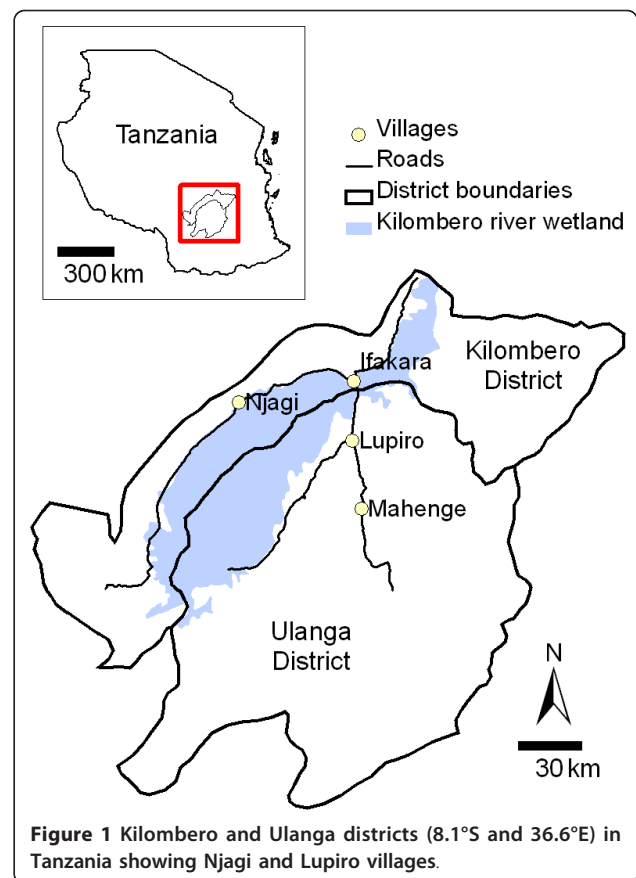 Tanzania
300 km
Villages
Roads
District boundaries
Kilombero river wetland
Ifakara
Kilombero
District
Njagi
Lupiro
Mahenge
Ulanga
District
N
30 km
Figure 1 Kilombero and Ulanga districts (8.1°S and 36.6°E) in
Tanzania showing Njagi and Lupiro villages.